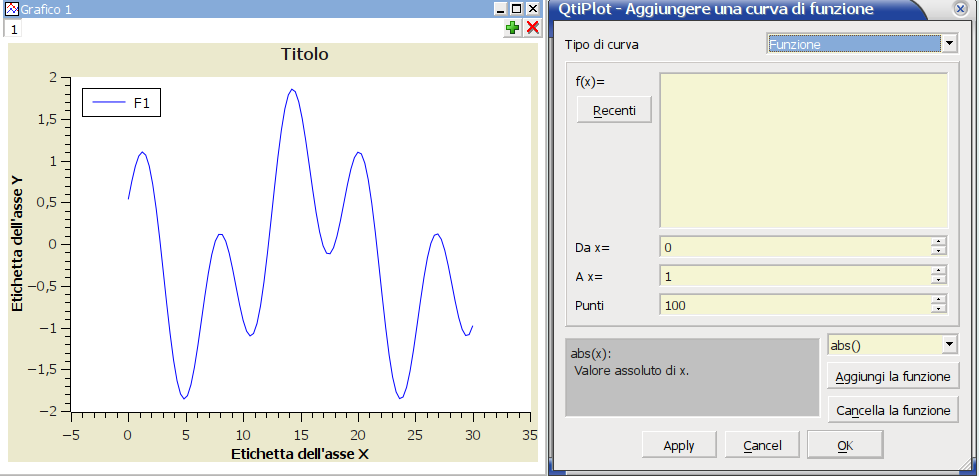 Grafico 1
1
Titolo
F1
2
1,5
1
0,5
0
−0,5
−1
−1,5
−2
Etichetta dell'asse Y
−5
0
5
10
15
20
25
30
35
Etichetta dell'asse X
QtiPlot - Aggiungere una curva di funzione
Tipo di curva
Funzione
f(x)=
Recenti
Da x=
0
A x=
1
Punti
100
abs(x):
Valore assoluto di x.
abs()
Aggiungi la funzione
Cancella la funzione
Apply
Cancel
OK